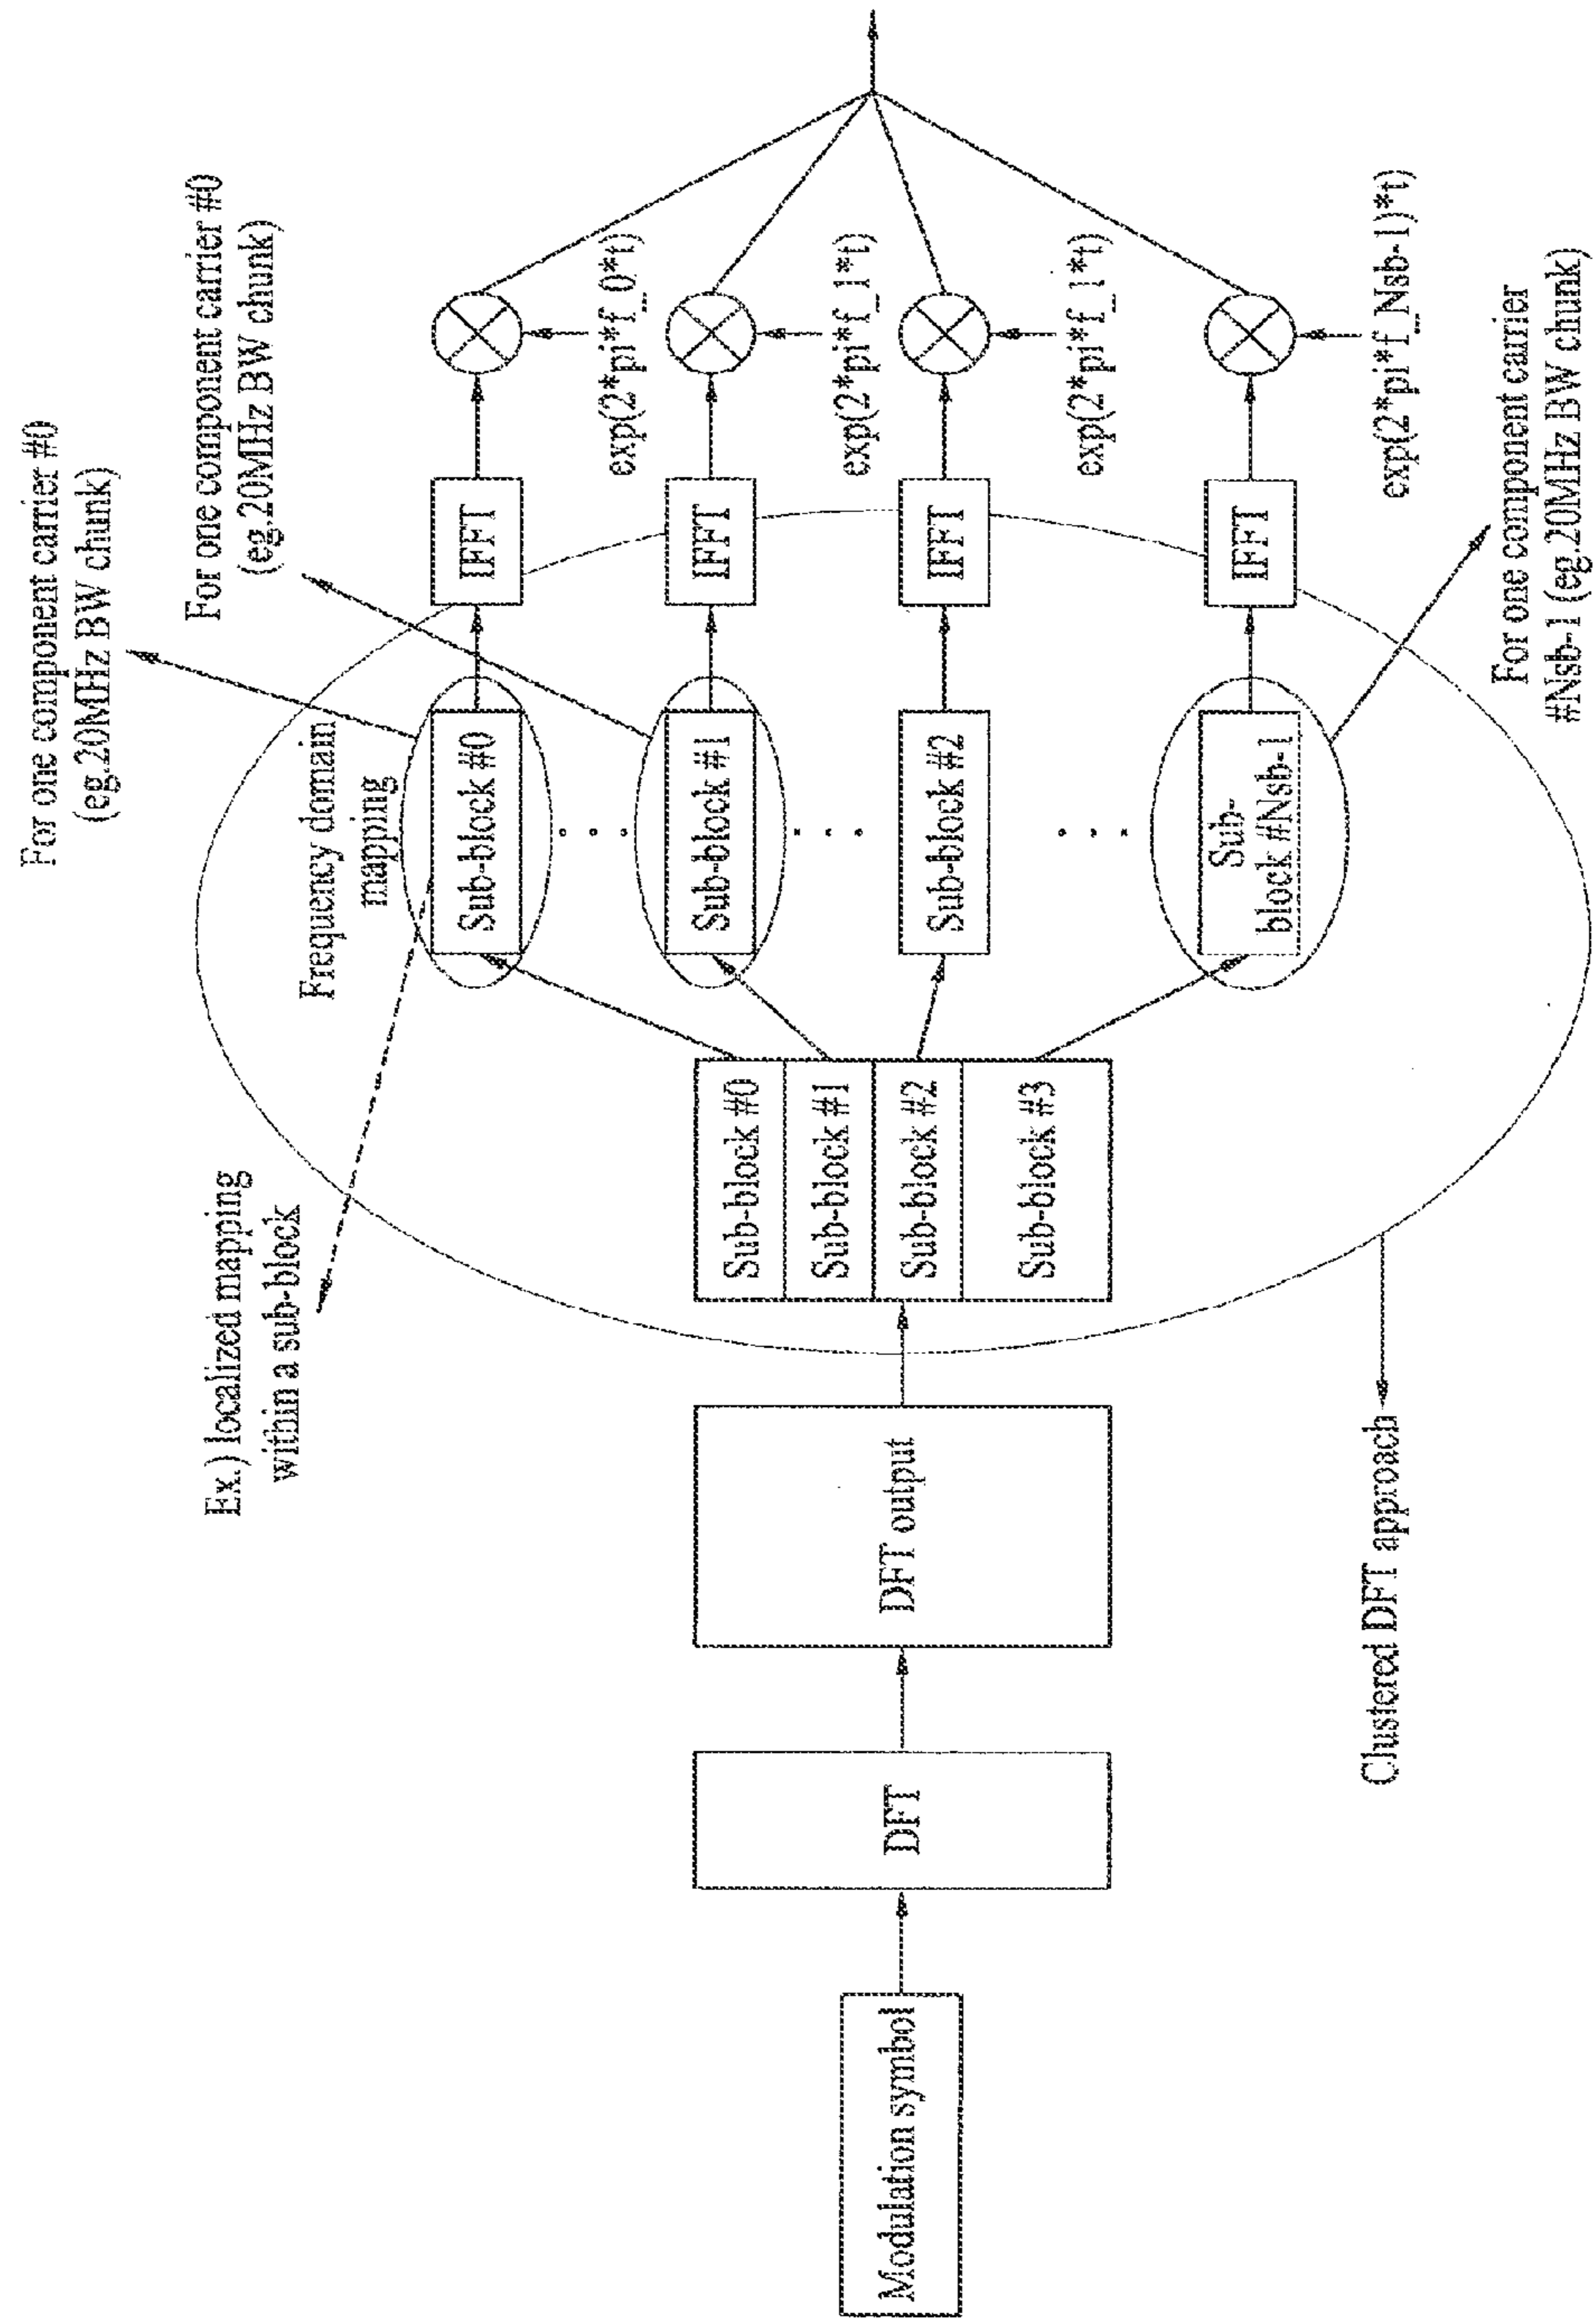 Modulation symbol
DFT
DFT output
Ex.) localized mapping
within a sub-block
Clustered DFT approach
Sub-block #0
Sub-block #1
Sub-block #2
Sub-block #3
Frequency domain
mapping
Sub-block #0
Sub-block #1
Sub-block #2
Sub-
block #Nsb-1
For one component carrier #0
(eg.20MHz BW chunk)
For one component carrier #0
(eg.20MHz BW chunk)
For one component carrier
#Nsb-1 (eg.20MHz BW chunk)
IFFT
IFFT
IFFT
IFFT
exp(2*pi*f_0*t)
exp(2*pi*f_1*t)
exp(2*pi*f_1*t)
exp(2*pi*f_Nsb-1)*t)